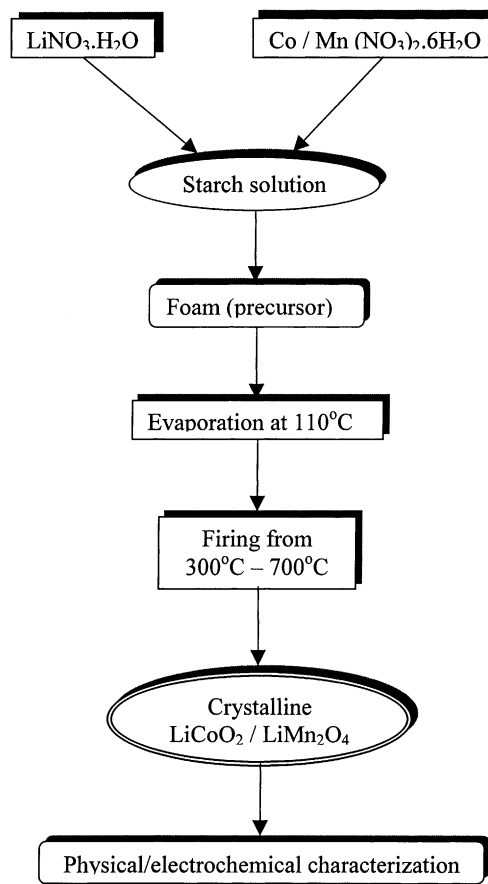 LiNO₃.H₂O
Co / Mn (NO₃)₂.6H₂O
Starch solution
Foam (precursor)
Evaporation at 110°C
Firing from
300°C – 700°C
Crystalline
LiCoO₂ / LiMn₂O₄
Physical/electrochemical characterization